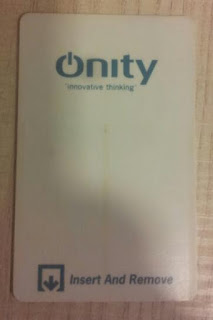 Onity
'innovative thinking'
Insert And Remove